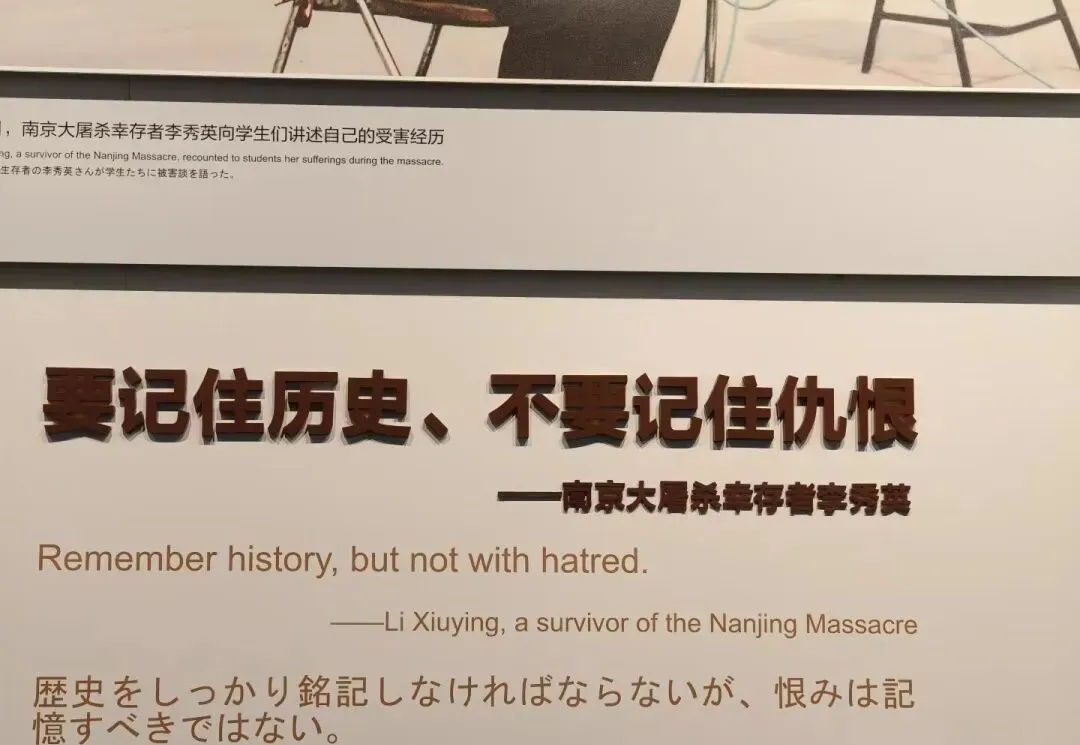 ，南京大屠杀幸存者李秀英向学生们讲述自己的受害经历
, a survivor of the Nanjing Massacre, recounted to students her sufferings during the massacre.
生存者の李秀英さんが学生たちに被害談を語った。
要记住历史、不要记住仇恨
——南京大屠杀幸存者李秀英
Remember history, but not with hatred.
——Li Xiuying, a survivor of the Nanjing Massacre
歴史をしっかり銘記しなければならないが、恨みは記
憶すべきではない。